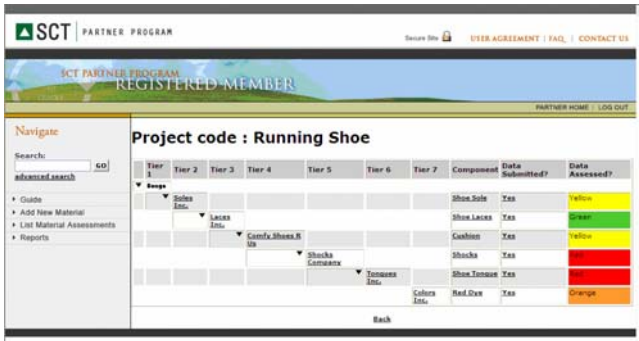 SCT PARTNER PROGRAM
Secure Site USER AGREEMENT | FAQ | CONTACT US
SCT PARTNER PROGRAM
REGISTERED MEMBER
PARTNER HOME | LOG OUT
Navigate
Search:
GO
advanced search
Guide
Add New Material
List Material Assessments
Reports
Project code : Running Shoe
Tier 1 Tier 2 Tier 3 Tier 4 Tier 5 Tier 6 Tier 7 Component Data Submitted? Data Assessed?
Soles Inc. Shoe Sole Yes Yellow
Laces Inc. Shoe Laces Yes Green
Comfy Shoes R Us Cushion Yes Yellow
Shocks Company Shocks Yes Red
Tongues Inc. Shoe Tongue Yes Red
Colors Inc. Red Dye Yes Orange
Back